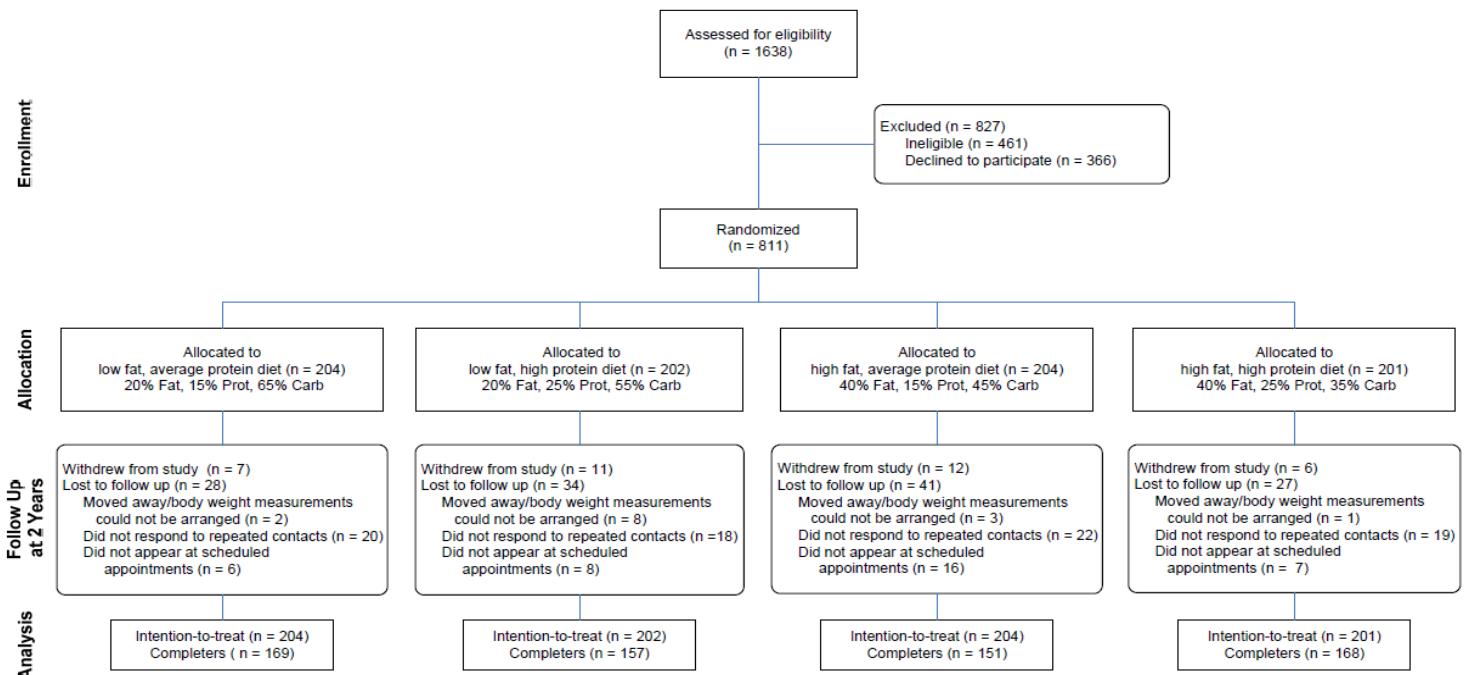 Assessed for eligibility
(n = 1638)
Enrollment
Excluded (n = 827)
Ineligible (n = 461)
Declined to participate (n = 366)
Randomized
(n = 811)
Allocation
Allocated to
low fat, average protein diet (n = 204)
20% Fat, 15% Prot, 65% Carb
Allocated to
low fat, high protein diet (n = 202)
20% Fat, 25% Prot, 55% Carb
Allocated to
high fat, average protein diet (n = 204)
40% Fat, 15% Prot, 45% Carb
Allocated to
high fat, high protein diet (n = 201)
40% Fat, 25% Prot, 35% Carb
Follow Up
at 2 Years
Withdrew from study (n = 7)
Lost to follow up (n = 28)
Moved away/body weight measurements
could not be arranged (n = 2)
Did not respond to repeated contacts (n = 20)
Did not appear at scheduled
appointments (n = 6)
Withdrew from study (n = 11)
Lost to follow up (n = 34)
Moved away/body weight measurements
could not be arranged (n = 8)
Did not respond to repeated contacts (n =18)
Did not appear at scheduled
appointments (n = 8)
Withdrew from study (n = 12)
Lost to follow up (n = 41)
Moved away/body weight measurements
could not be arranged (n = 3)
Did not respond to repeated contacts (n = 22)
Did not appear at scheduled
appointments (n = 16)
Withdrew from study (n = 6)
Lost to follow up (n = 27)
Moved away/body weight measurements
could not be arranged (n = 1)
Did not respond to repeated contacts (n = 19)
Did not appear at scheduled
appointments (n = 7)
Analysis
Intention-to-treat (n = 204)
Completers ( n = 169)
Intention-to-treat (n = 202)
Completers (n = 157)
Intention-to-treat (n = 204)
Completers (n = 151)
Intention-to-treat (n = 201)
Completers (n = 168)